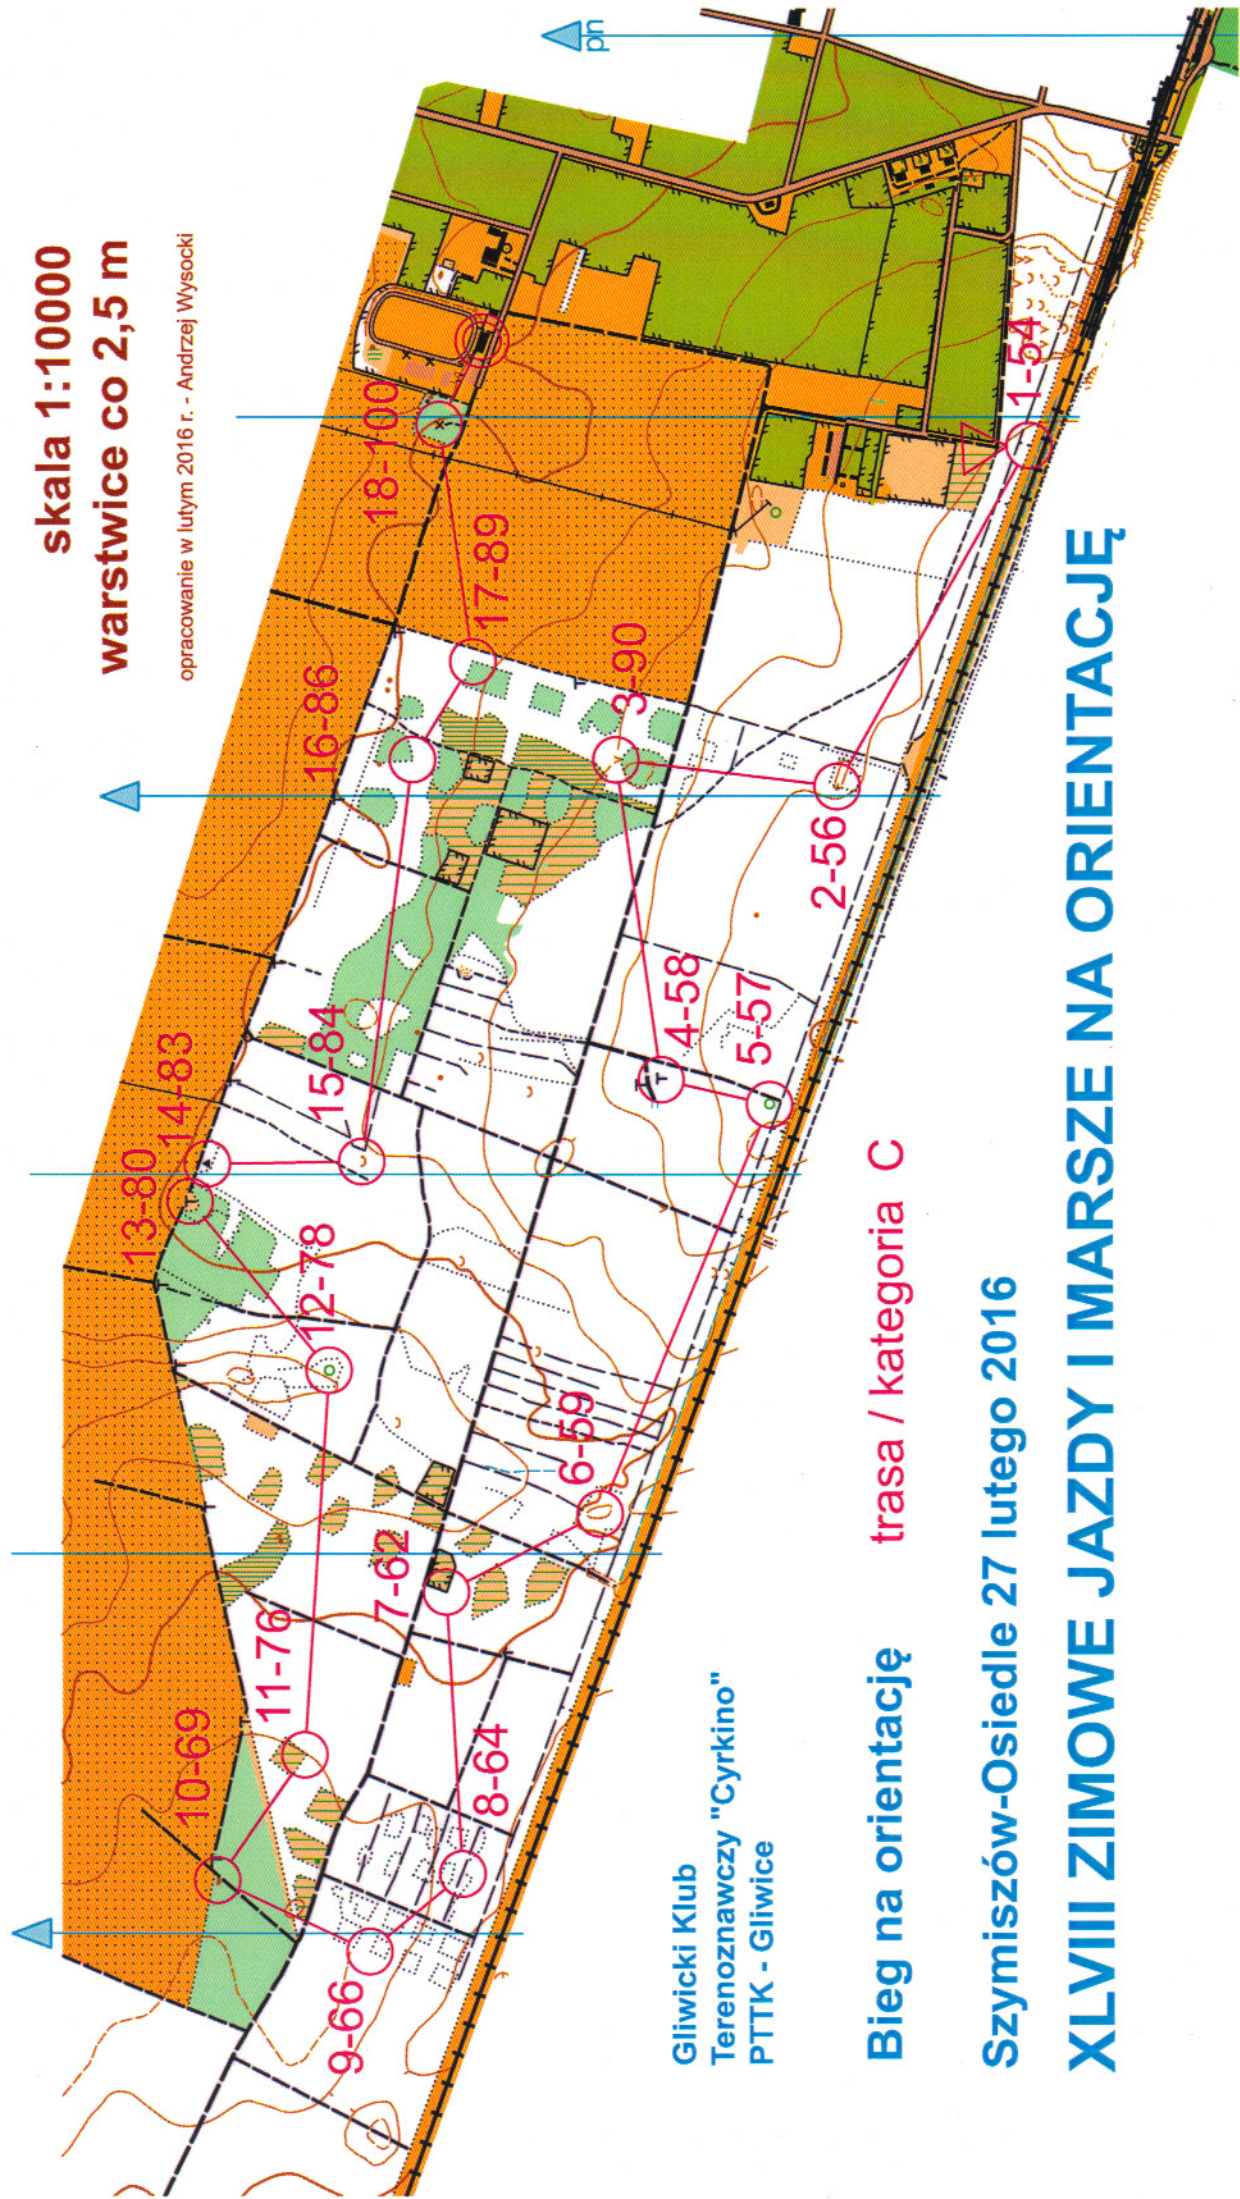 skala 1:10000
warstwice co 2,5 m
opracowanie w lutym 2016 r. - Andrzej Wysocki
pn
1-54
2-56
3-90
4-58
5-57
6-59
7-62
8-64
9-66
10-69
11-76
12-78
13-80
14-83
15-84
16-86
17-89
18-100
Gliwicki Klub
Terenoznawczy "Cyrkino"
PTTK - Gliwice
Bieg na orientację
trasa / kategoria C
Szymiszów-Osiedle 27 lutego 2016
XLVIII ZIMOWE JAZDY I MARSZE NA ORIENTACJĘ